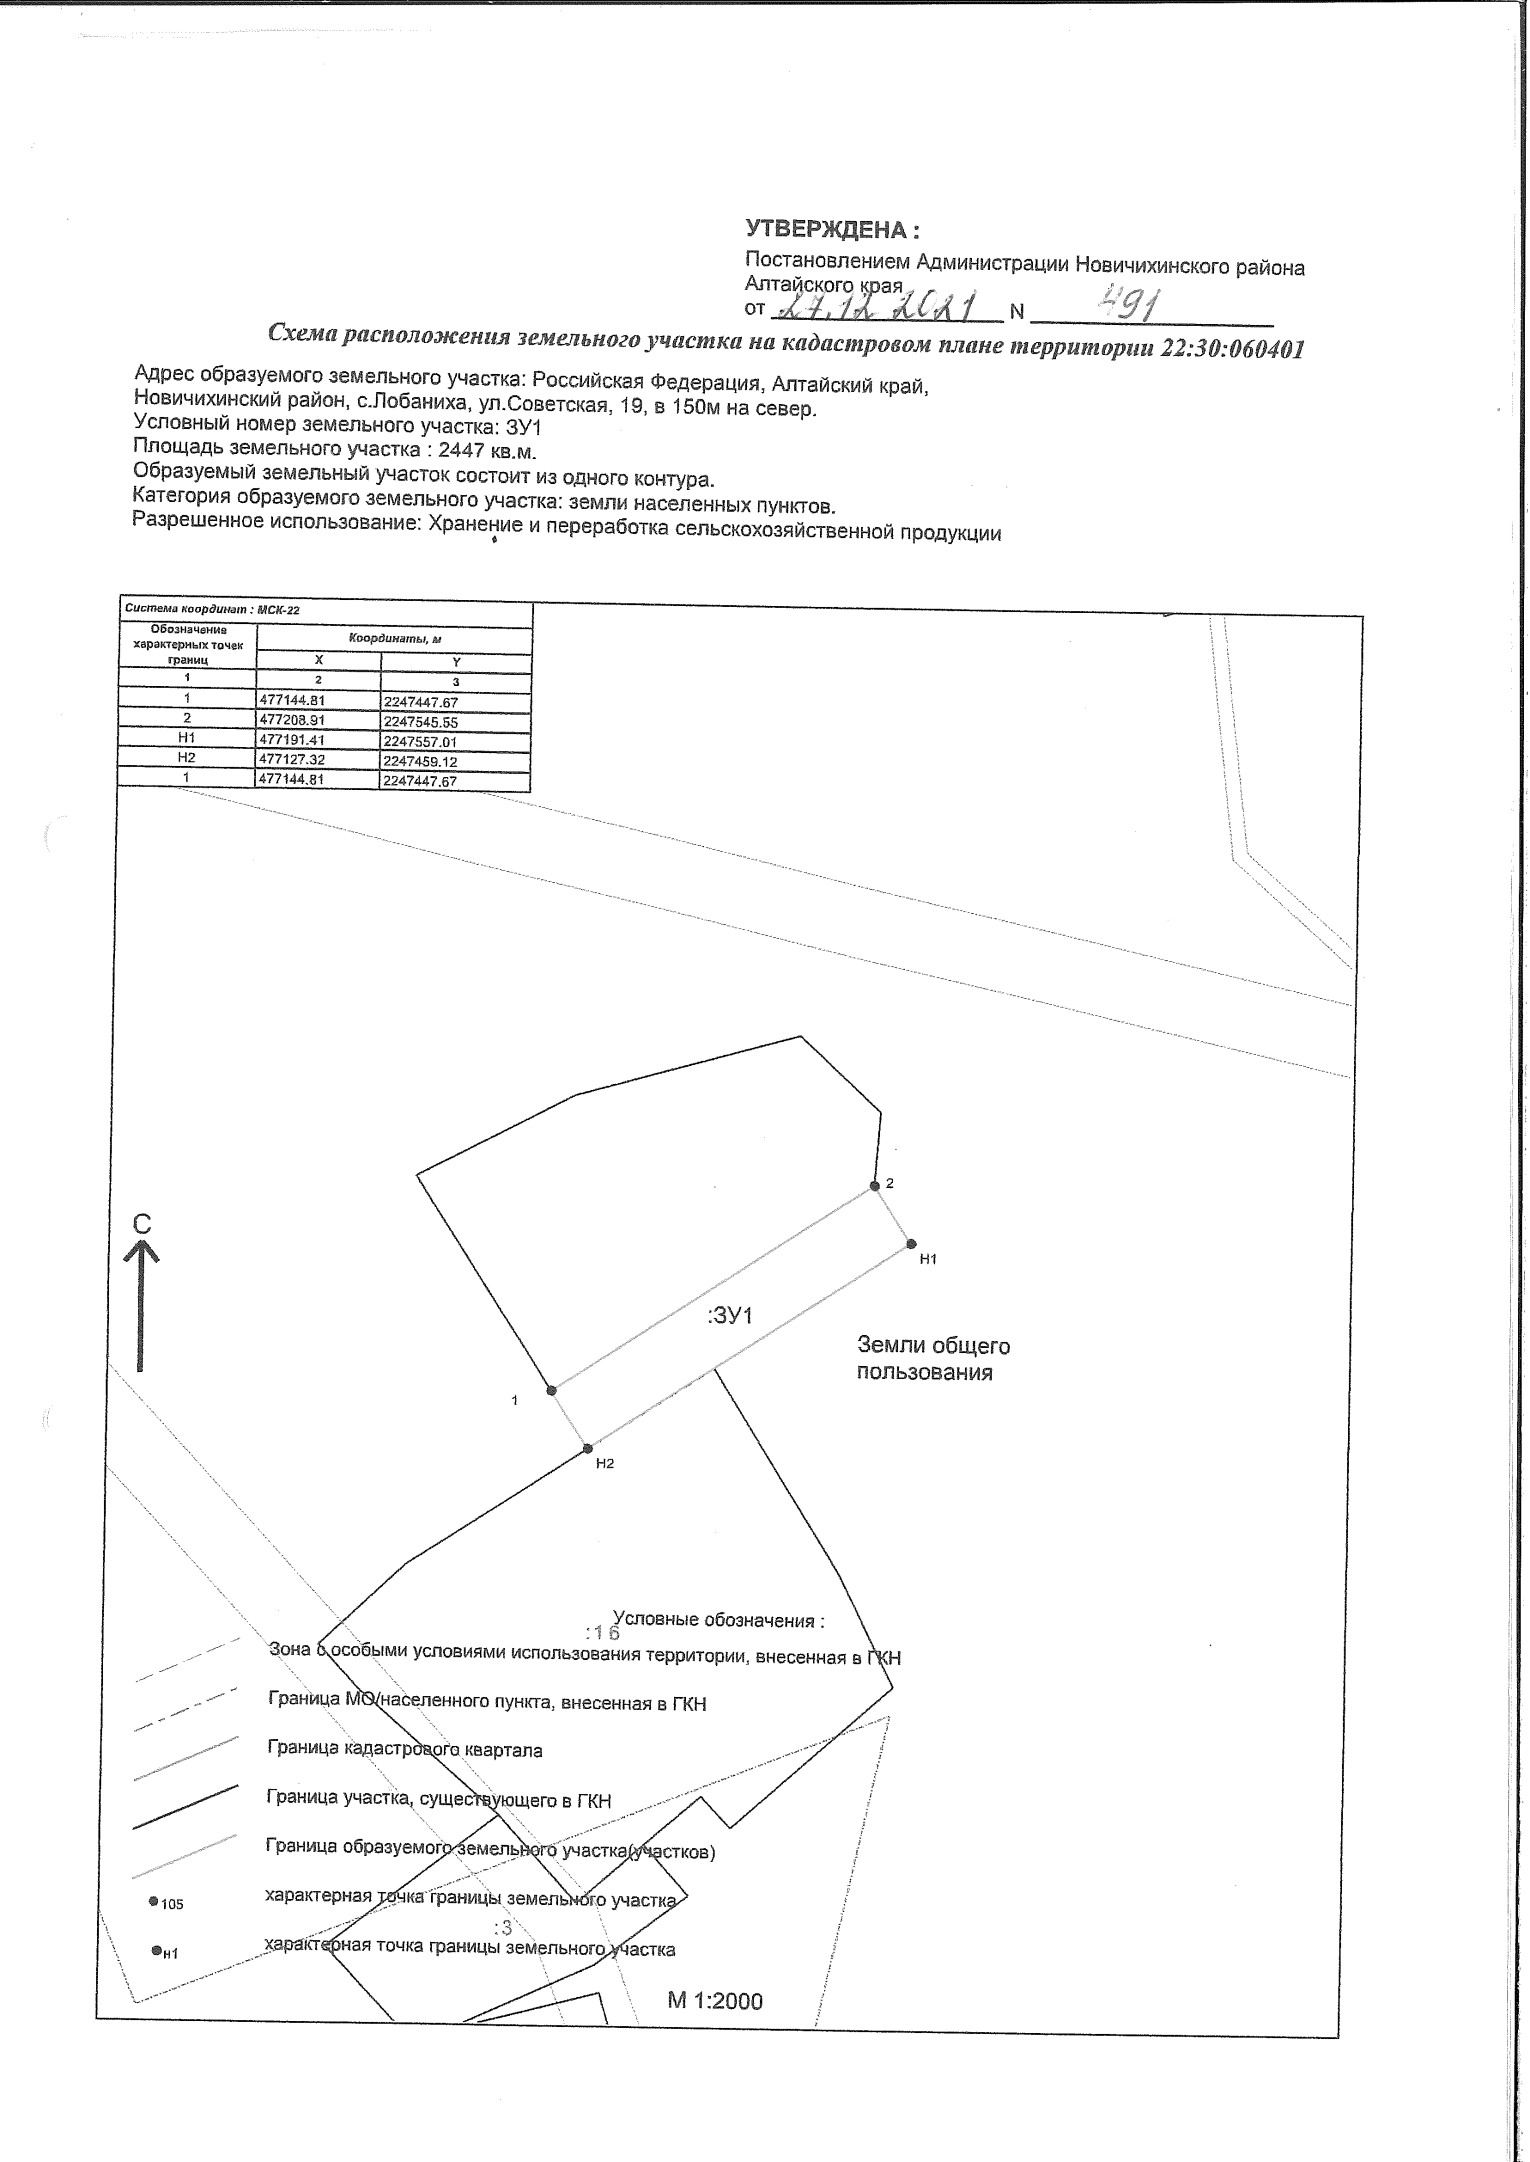 УТВЕРЖДЕНА :
Постановлением Администрации Новичихинского района
Алтайского края
от 27.12 2021 N 491
Схема расположения земельного участка на кадастровом плане территории 22:30:060401
Адрес образуемого земельного участка: Российская Федерация, Алтайский край,
Новичихинский район, с.Лобаниха, ул.Советская, 19, в 150м на север.
Условный номер земельного участка: ЗУ1
Площадь земельного участка : 2447 кв.м.
Образуемый земельный участок состоит из одного контура.
Категория образуемого земельного участка: земли населенных пунктов.
Разрешенное использование: Хранение и переработка сельскохозяйственной продукции
Система координат : МСК-22
Обозначение
характерных точек
границ
Координаты, м
X Y
1 2 3
1 477144.81 2247447.67
2 477208.91 2247545.55
Н1 477191.41 2247557.01
Н2 477127.32 2247459.12
1 477144.81 2247447.67
2
С
Н1
:ЗУ1
Земли общего
пользования
1
Н2
Условные обозначения :
:16
Зона с особыми условиями использования территории, внесенная в ГКН
Граница МО/населенного пункта, внесенная в ГКН
Граница кадастрового квартала
Граница участка, существующего в ГКН
Граница образуемого земельного участка(участков)
105 характерная точка границы земельного участка
:3
н1 характерная точка границы земельного участка
М 1:2000